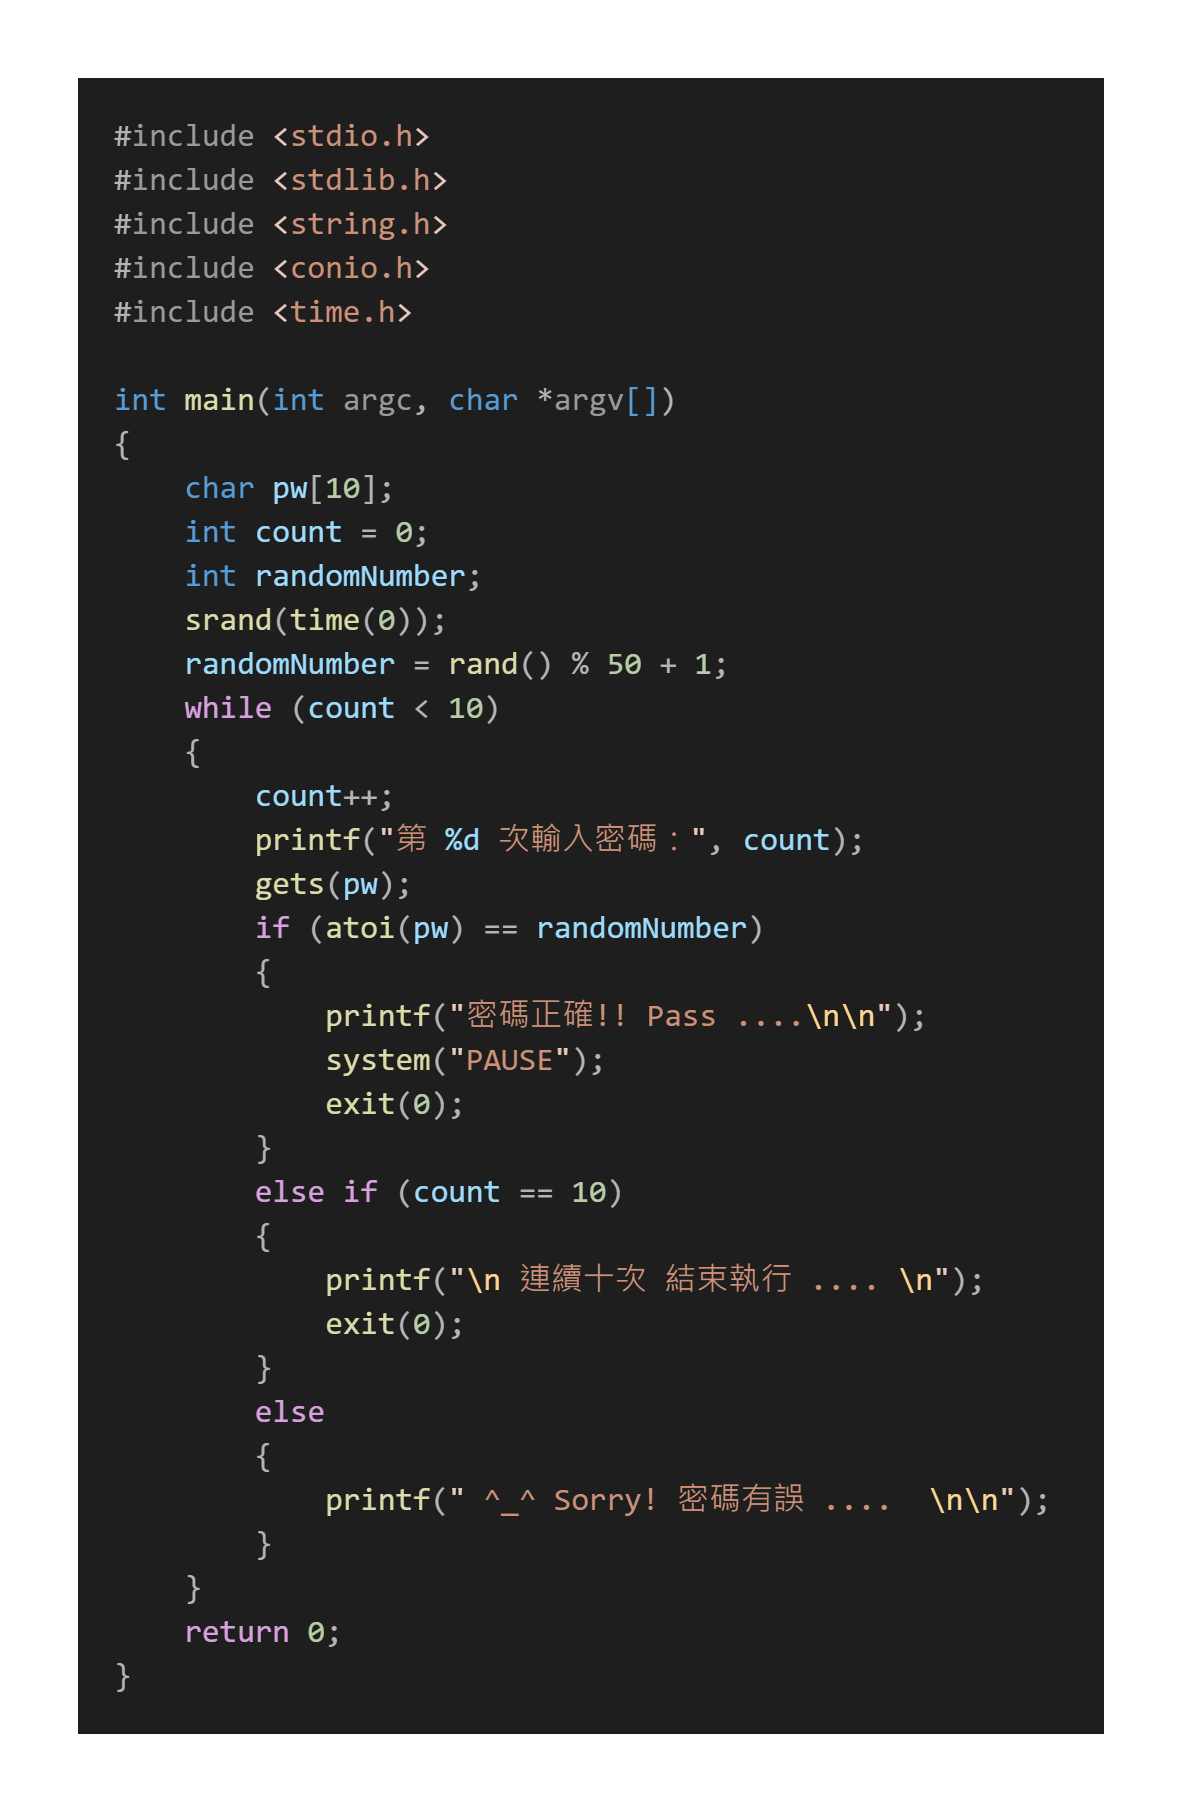 #include <stdio.h>
#include <stdlib.h>
#include <string.h>
#include <conio.h>
#include <time.h>

int main(int argc, char *argv[])
{
    char pw[10];
    int count = 0;
    int randomNumber;
    srand(time(0));
    randomNumber = rand() % 50 + 1;
    while (count < 10)
    {
        count++;
        printf("第 %d 次輸入密碼：", count);
        gets(pw);
        if (atoi(pw) == randomNumber)
        {
            printf("密碼正確!! Pass ....\n\n");
            system("PAUSE");
            exit(0);
        }
        else if (count == 10)
        {
            printf("\n 連續十次 結束執行 .... \n");
            exit(0);
        }
        else
        {
            printf(" ^_^ Sorry! 密碼有誤 ....  \n\n");
        }
    }
    return 0;
}